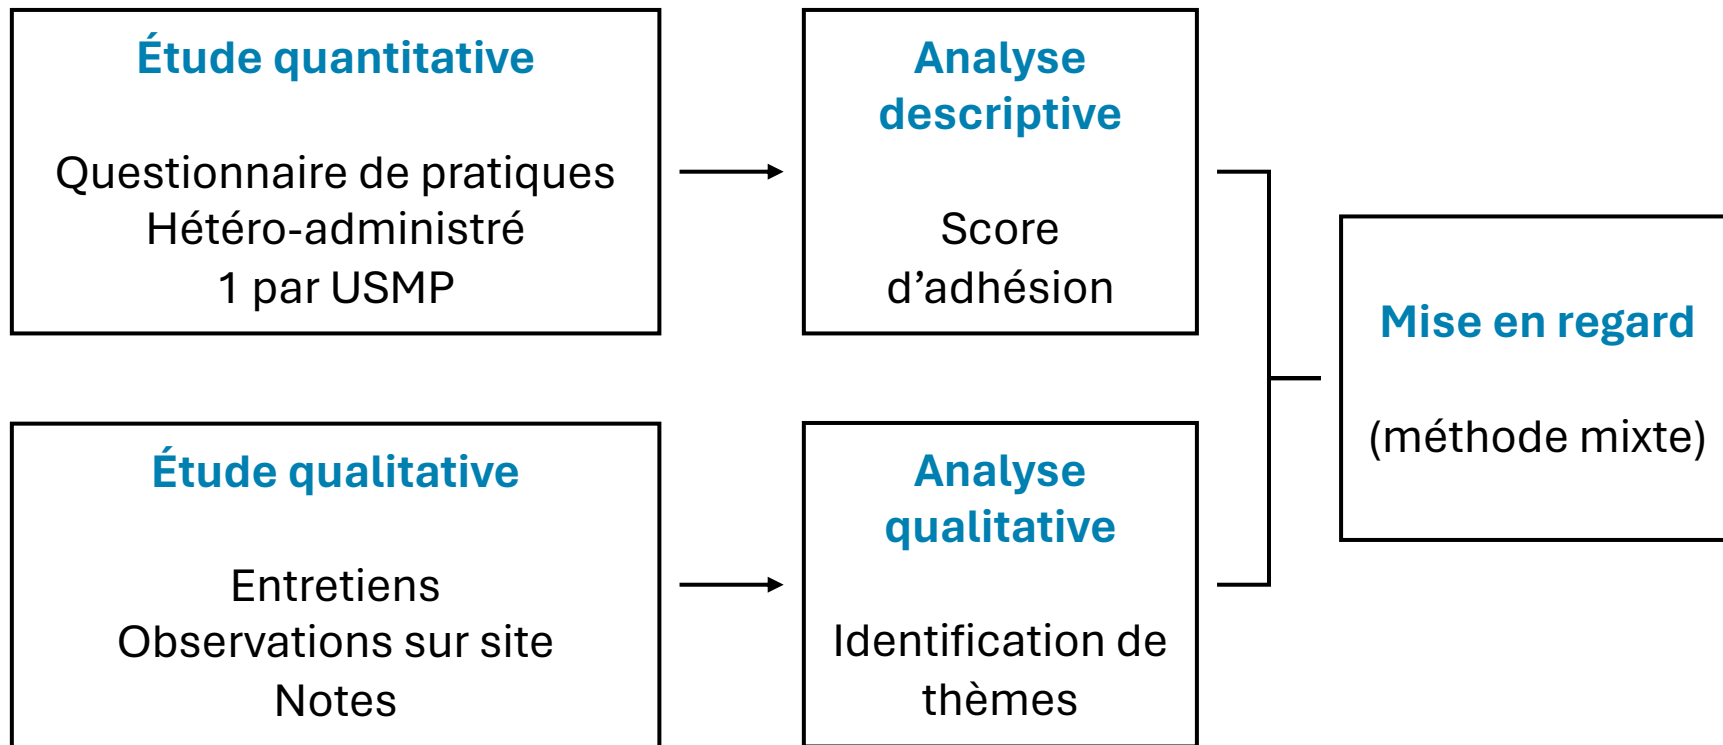 Étude quantitative
Questionnaire de pratiques
Hétéro-administré
1 par USMP
Analyse
descriptive
Score
d’adhésion
Étude qualitative
Entretiens
Observations sur site
Notes
Analyse
qualitative
Identification de
thèmes
Mise en regard
(méthode mixte)